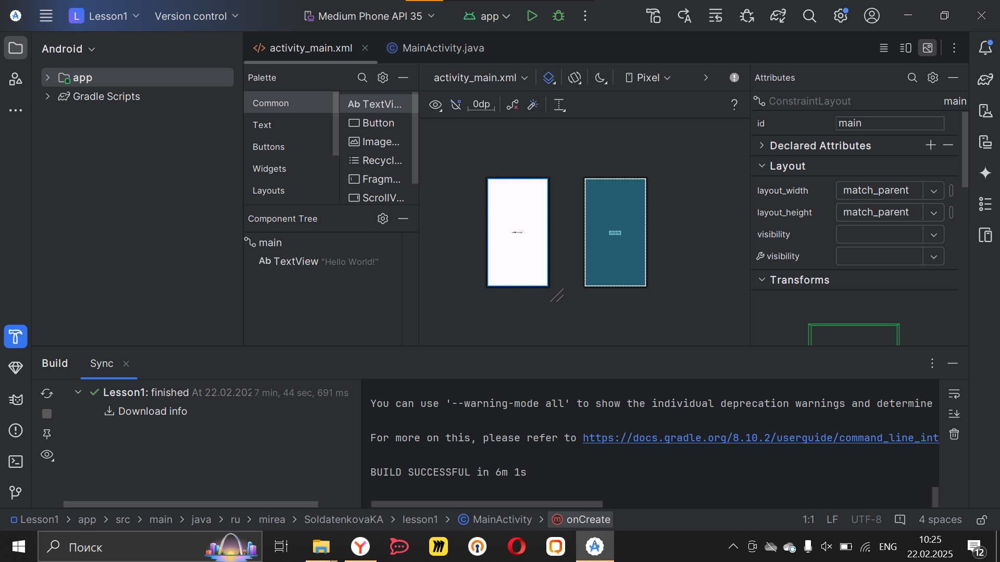 L Lesson1
Version control
Medium Phone API 35
app
Android
app
Gradle Scripts
activity_main.xml
MainActivity.java
Palette
Common
Text
Buttons
Widgets
Layouts
Ab TextVi...
Button
Image...
Recycl...
Fragm...
ScrollV...
activity_main.xml
Pixel
0dp
?
Component Tree
main
Ab TextView "Hello World!"
Attributes
ConstraintLayout main
id main
Declared Attributes
Layout
layout_width match_parent
layout_height match_parent
visibility
visibility
Transforms
Build Sync
Lesson1: finished At 22.02.202 7 min, 44 sec, 691 ms
Download info
You can use '--warning-mode all' to show the individual deprecation warnings and determine
For more on this, please refer to https://docs.gradle.org/8.10.2/userguide/command_line_int
BUILD SUCCESSFUL in 6m 1s
Lesson1 > app > src > main > java > ru > mirea > SoldatenkovaKA > lesson1 > MainActivity > onCreate
1:1 LF UTF-8 4 spaces
Поиск
ENG
10:25
22.02.2025
12